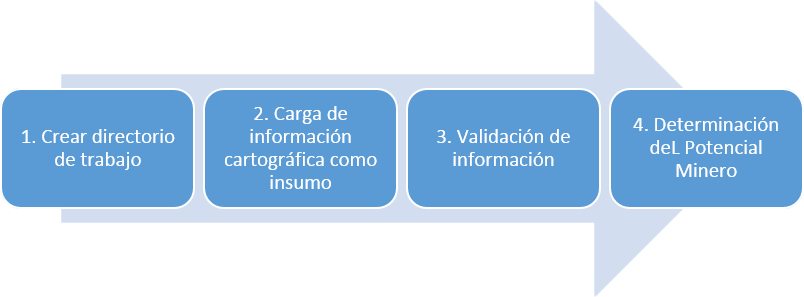 1. Crear directorio
de trabajo
2. Carga de
información
cartográfica como
insumo
3. Validación de
información
4. Determinación
deL Potencial
Minero